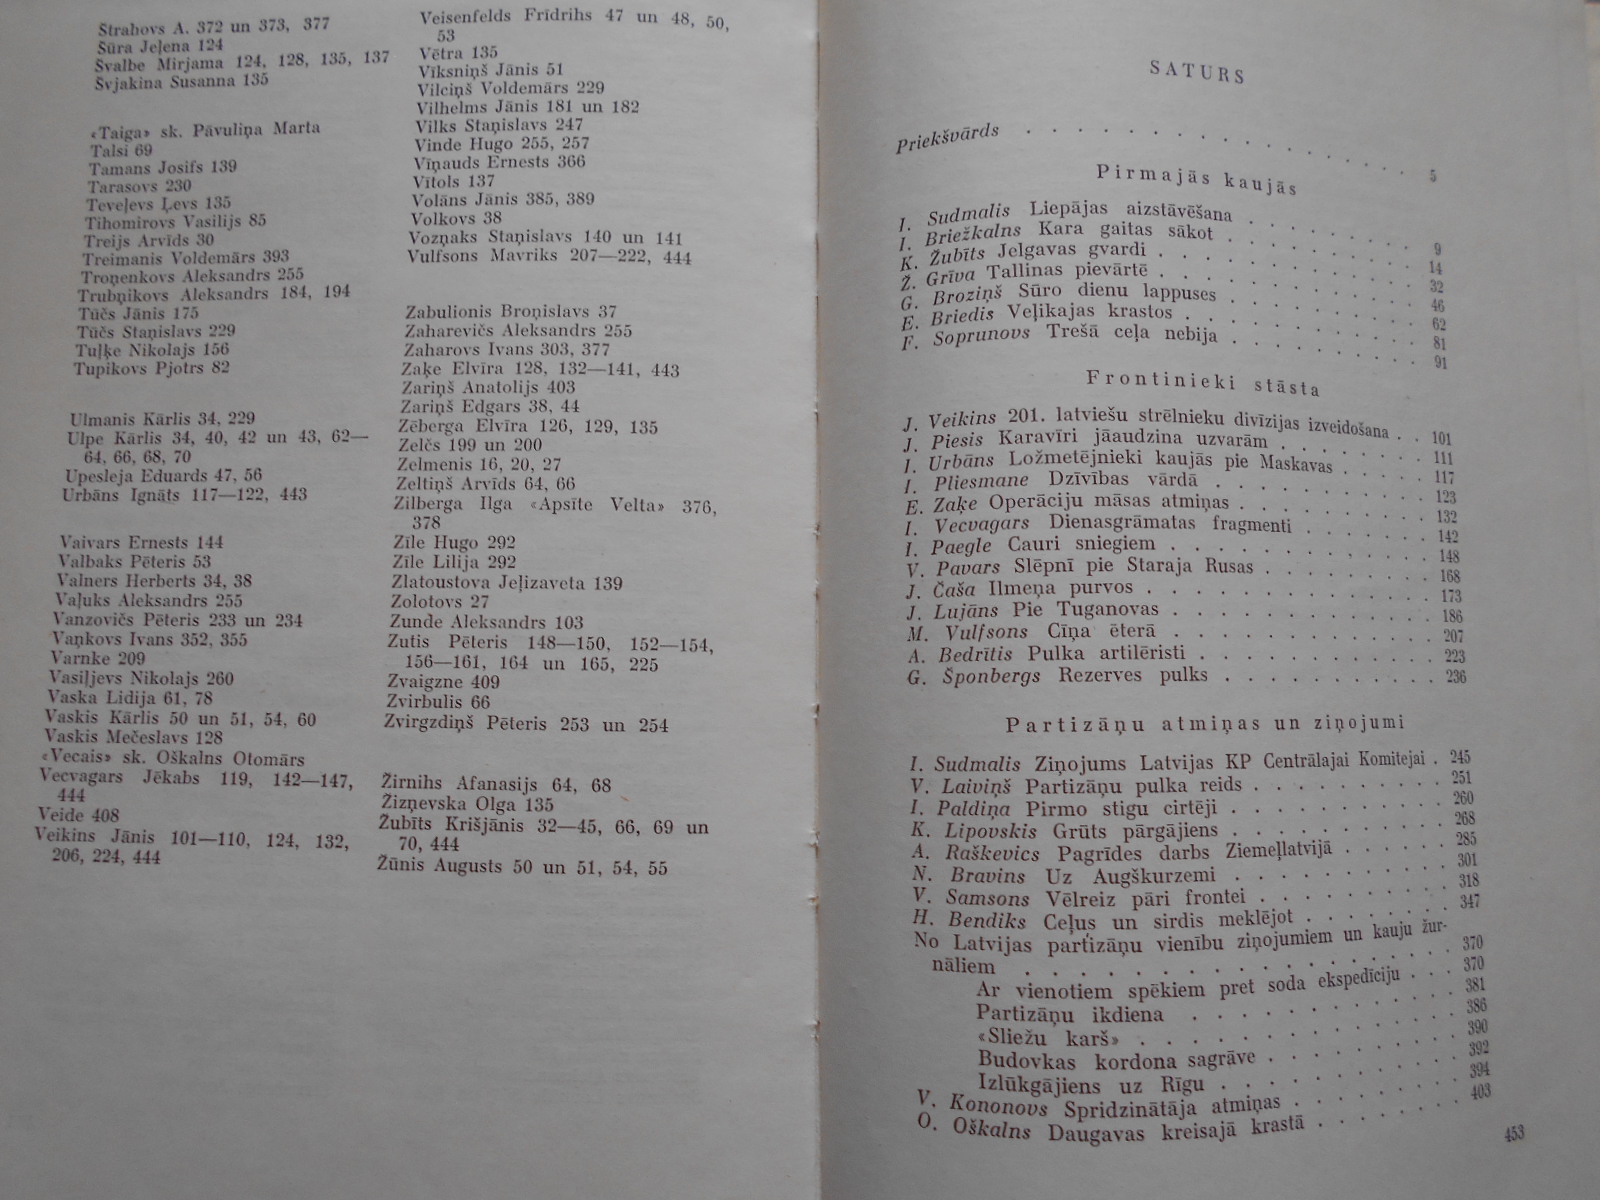 Štrahovs A. 372 un 373, 377
Šūra Jeļena 124
Švalbe Mirjama 124, 128, 135, 137
Švjakina Susanna 135
«Taiga» sk. Pāvuliņa Marta
Talsi 69
Tamans Josifs 139
Tarasovs 230
Teveļevs Ļevs 135
Tihomirovs Vasilijs 85
Treijs Arvīds 30
Treimanis Voldemārs 393
Troņenkovs Aleksandrs 255
Trubņikovs Aleksandrs 184, 194
Tūčs Jānis 175
Tūčs Staņislavs 229
Tuļķe Nikolajs 156
Tupikovs Pjotrs 82
Ulmanis Kārlis 34, 229
Ulpe Kārlis 34, 40, 42 un 43, 62—
64, 66, 68, 70
Upesleja Eduards 47, 56
Urbāns Ignāts 117—122, 443
Vaivars Ernests 144
Valbaks Pēteris 53
Valners Herberts 34, 38
Vaļuks Aleksandrs 255
Vanzovičs Pēteris 233 un 234
Vaņkovs Ivans 352, 355
Varnke 209
Vasiļjevs Nikolajs 260
Vaska Lidija 61, 78
Vaskis Kārlis 50 un 51, 54, 60
Vaskis Mečeslavs 128
«Vecais» sk. Oškalns Otomārs
Vecvagars Jēkabs 119, 142—147,
444
Veide 408
Veikins Jānis 101—110, 124, 132,
206, 224, 444
Veisenfelds Frīdrihs 47 un 48, 50,
53
Vētra 135
Vīksniņš Jānis 51
Vilciņš Voldemārs 229
Vilhelms Jānis 181 un 182
Vilks Staņislavs 247
Vinde Hugo 255, 257
Vīņauds Ernests 366
Vītols 137
Volāns Jānis 385, 389
Volkovs 38
Vozņaks Staņislavs 140 un 141
Vulfsons Mavriks 207—222, 444
Zabulionis Broņislavs 37
Zaharevičs Aleksandrs 255
Zaharovs Ivans 303, 377
Zaķe Elvīra 128, 132—141, 443
Zariņš Anatolijs 403
Zariņš Edgars 38, 44
Zēberga Elvīra 126, 129, 135
Zelčs 199 un 200
Zelmenis 16, 20, 27
Zeltiņš Arvīds 64, 66
Zilberga Ilga «Apsīte Velta» 376,
378
Zīle Hugo 292
Zīle Lilija 292
Zlatoustova Jeļizaveta 139
Zolotovs 27
Zunde Aleksandrs 103
Zutis Pēteris 148—150, 152—154,
156—161, 164 un 165, 225
Zvaigzne 409
Zvirbulis 66
Zvirgzdiņš Pēteris 253 un 254
Žirnihs Afanasijs 64, 68
Žizņevska Olga 135
Žubīts Krišjānis 32—45, 66, 69 un
70, 444
Žūnis Augusts 50 un 51, 54, 55
SATURS
Priekšvārds . . . . . . . . . . . . . 5
Pirmajās kaujās
I. Sudmalis Liepājas aizstāvēšana . . . . . . . 9
I. Briežkalns Kara gaitas sākot . . . . . . . . 14
K. Žubīts Jelgavas gvardi . . . . . . . . . . 32
Ž. Grīva Tallinas pievārtē . . . . . . . . . . 46
G. Broziņš Sūro dienu lappuses . . . . . . . . 62
E. Briedis Veļikajas krastos . . . . . . . . . 81
F. Soprunovs Trešā ceļa nebija . . . . . . . . 91
Frontinieki stāsta
J. Veikins 201. latviešu strēlnieku divīzijas izveidošana . . 101
J. Piesis Karavīri jāaudzina uzvarām . . . . . . . 111
I. Urbāns Ložmetējnieki kaujās pie Maskavas . . . . 117
I. Pliesmane Dzīvības vārdā . . . . . . . . . 123
E. Zaķe Operāciju māsas atmiņas . . . . . . . . 132
I. Vecvagars Dienasgrāmatas fragmenti . . . . . . 142
I. Paegle Cauri sniegiem . . . . . . . . . . . 148
V. Pavars Slēpnī pie Staraja Rusas . . . . . . . 168
J. Čaša Ilmeņa purvos . . . . . . . . . . . . 173
J. Lujāns Pie Tuganovas . . . . . . . . . . . 186
M. Vulfsons Cīņa ēterā . . . . . . . . . . . 207
A. Bedrītis Pulka artilēristi . . . . . . . . . . 223
G. Šponbergs Rezerves pulks . . . . . . . . . . 236
Partizāņu atmiņas un ziņojumi
I. Sudmalis Ziņojums Latvijas KP Centrālajai Komitejai . 245
V. Laiviņš Partizāņu pulka reids . . . . . . . . 251
I. Paldiņa Pirmo stigu cirtēji . . . . . . . . . 260
K. Lipovskis Grūts pārgājiens . . . . . . . . . 268
A. Raškevics Pagrīdes darbs Ziemeļlatvijā . . . . . 285
N. Bravins Uz Augškurzemi . . . . . . . . . . 301
V. Samsons Vēlreiz pāri frontei . . . . . . . . 318
H. Bendiks Ceļus un sirdis meklējot . . . . . . . 347
No Latvijas partizāņu vienību ziņojumiem un kauju žur-
nāliem . . . . . . . . . . . . . . . . 370
Ar vienotiem spēkiem pret soda ekspedīciju . . . 370
Partizāņu ikdiena . . . . . . . . . . . 381
«Sliežu karš» . . . . . . . . . . . . . 386
Budovkas kordona sagrāve . . . . . . . . 390
Izlūkgājiens uz Rīgu . . . . . . . . . . 392
V. Kononovs Spridzinātāja atmiņas . . . . . . . 394
O. Oškalns Daugavas kreisajā krastā . . . . . . 403
453